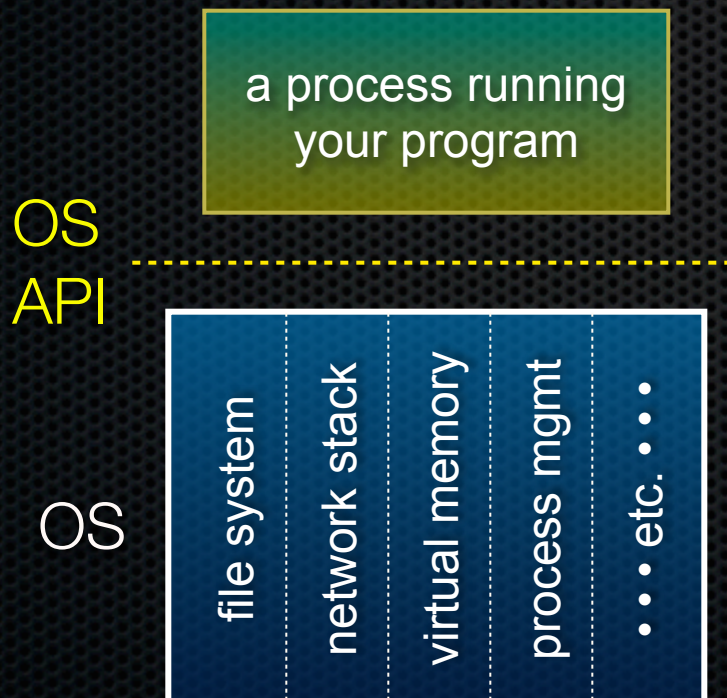 a process running
your program
OS
API
OS
file system
network stack
virtual memory
process mgmt
• • • etc. • • •